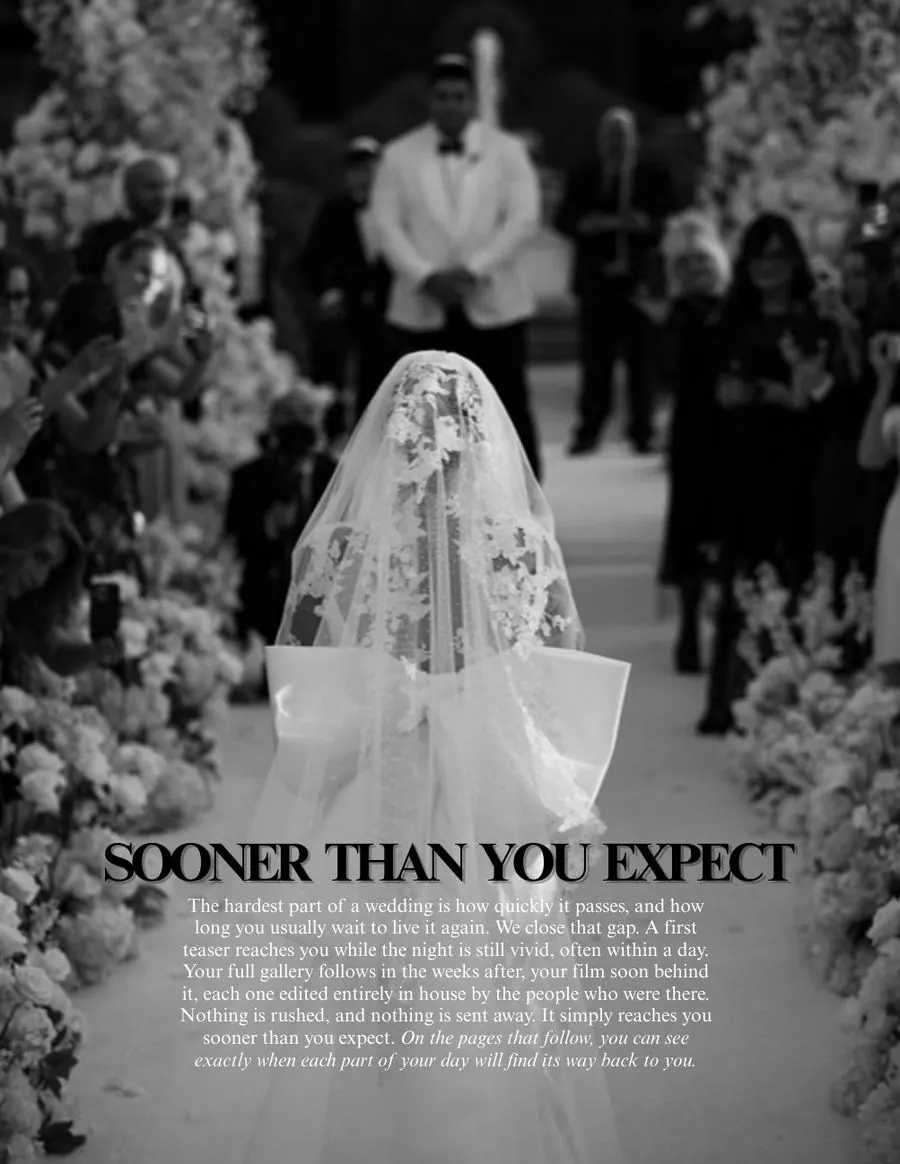 SOONER THAN YOU EXPECT
The hardest part of a wedding is how quickly it passes, and how
long you usually wait to live it again. We close that gap. A first
teaser reaches you while the night is still vivid, often within a day.
Your full gallery follows in the weeks after, your film soon behind
it, each one edited entirely in house by the people who were there.
Nothing is rushed, and nothing is sent away. It simply reaches you
sooner than you expect. On the pages that follow, you can see
exactly when each part of your day will find its way back to you.